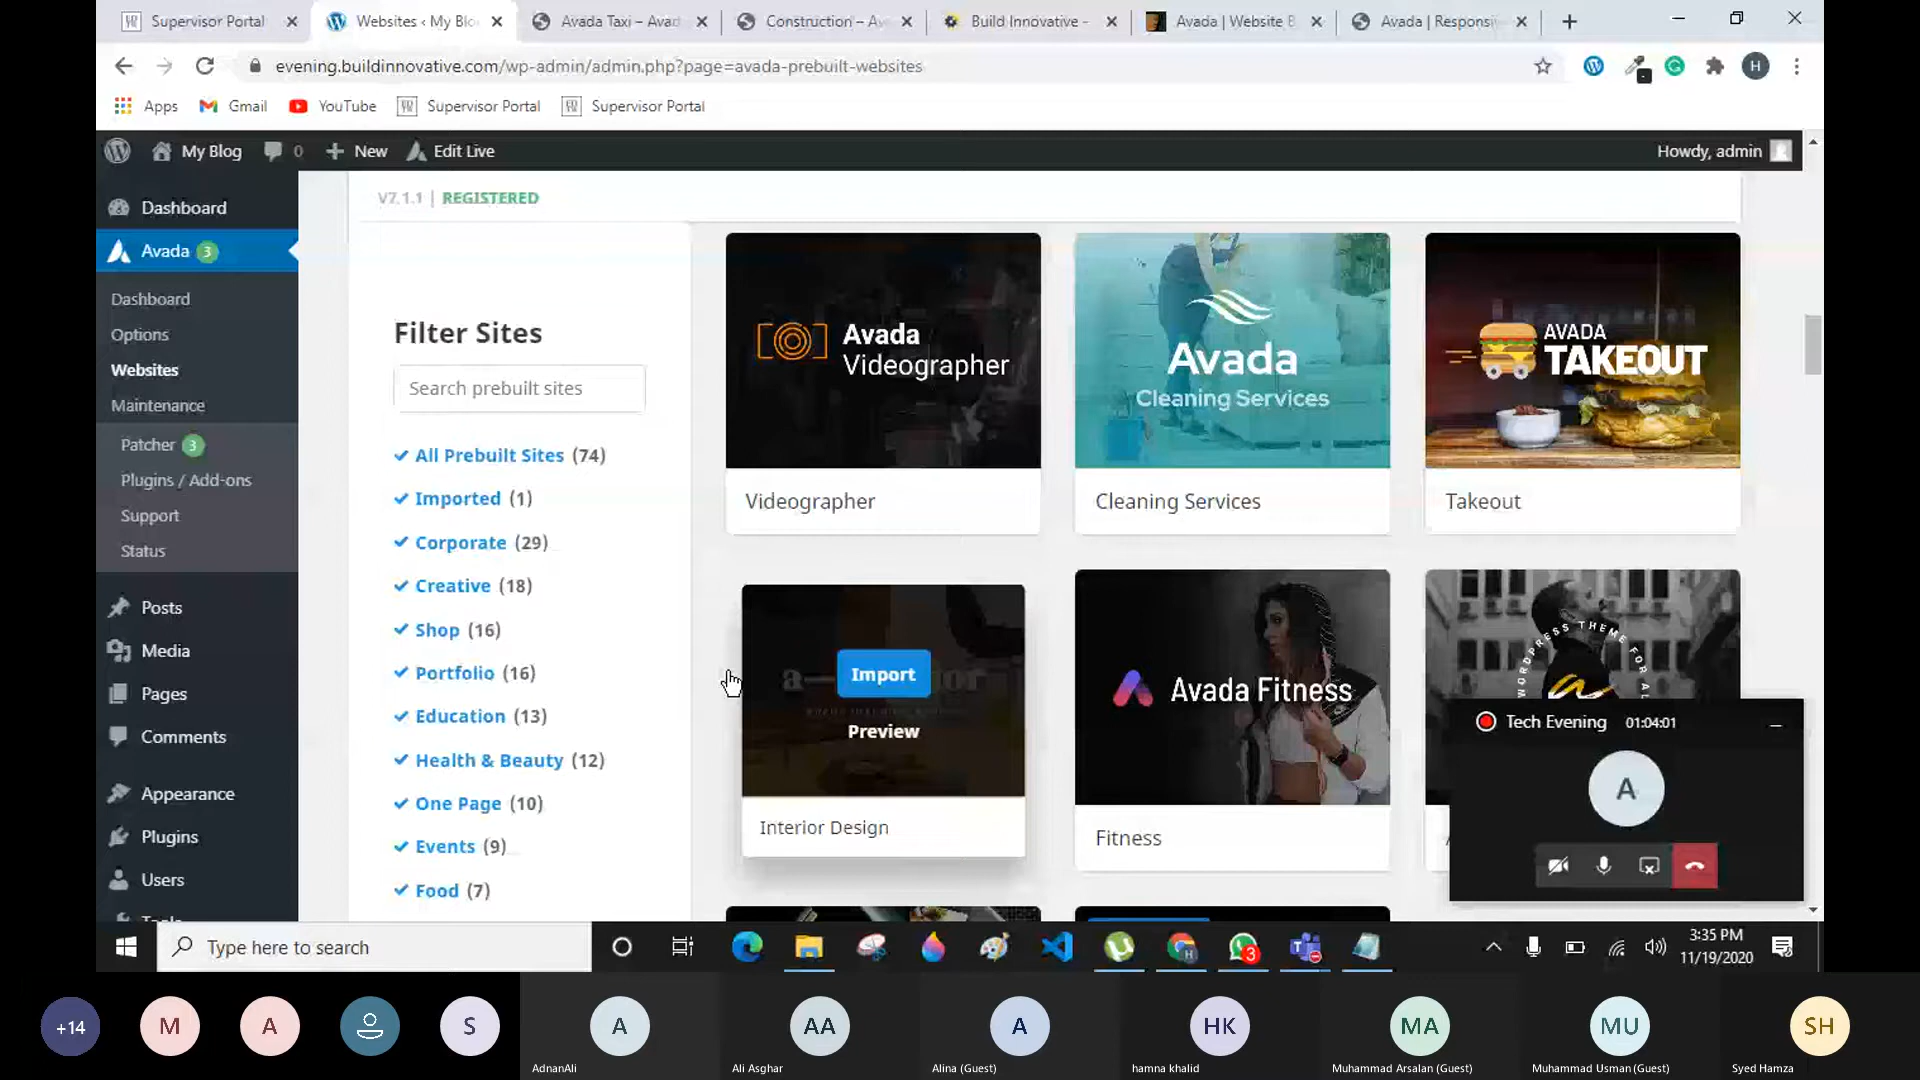 Supervisor Portal
Websites ‹ My Blo
Avada Taxi – Avad
Construction – Av
Build Innovative -
Avada | Website B
Avada | Responsiv
evening.buildinnovative.com/wp-admin/admin.php?page=avada-prebuilt-websites
H
Apps
Gmail
YouTube
Supervisor Portal
Supervisor Portal
My Blog
0
New
Edit Live
Howdy, admin
Dashboard
Avada 3
Dashboard
Options
Websites
Maintenance
Patcher 3
Plugins / Add-ons
Support
Status
Posts
Media
Pages
Comments
Appearance
Plugins
Users
Tools
V7.1.1 | REGISTERED
Filter Sites
Search prebuilt sites
All Prebuilt Sites (74)
Imported (1)
Corporate (29)
Creative (18)
Shop (16)
Portfolio (16)
Education (13)
Health & Beauty (12)
One Page (10)
Events (9)
Food (7)
Avada
Videographer
Videographer
Avada
Cleaning Services
Cleaning Services
AVADA
TAKEOUT
Takeout
Import
Preview
Interior Design
Avada Fitness
Fitness
WORDPRESS THEME FOR AL
a
Tech Evening 01:04:01
A
Type here to search
3
3:35 PM
11/19/2020
+14
M
A
S
A
AdnanAli
AA
Ali Asghar
A
Alina (Guest)
HK
hamna khalid
MA
Muhammad Arsalan (Guest)
MU
Muhammad Usman (Guest)
SH
Syed Hamza